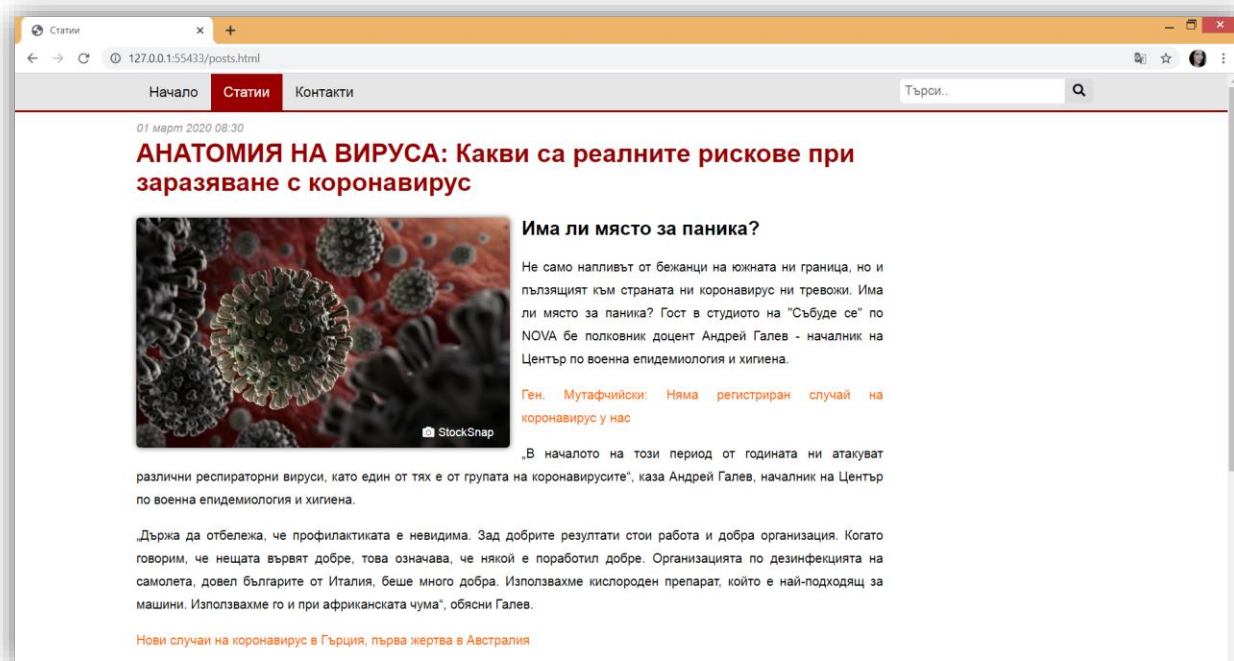 Статии
127.0.0.1:55433/posts.html
Начало Статии Контакти Търси..
01 март 2020 08:30
АНАТОМИЯ НА ВИРУСА: Какви са реалните рискове при
заразяване с коронавирус
StockSnap
Има ли място за паника?
Не само напливът от бежанци на южната ни граница, но и
пълзящият към страната ни коронавирус ни тревожи. Има
ли място за паника? Гост в студиото на "Събуде се" по
NOVA бе полковник доцент Андрей Галев - началник на
Център по военна епидемиология и хигиена.
Ген. Мутафчийски: Няма регистриран случай на
коронавирус у нас
„В началото на този период от годината ни атакуват
различни респираторни вируси, като един от тях е от групата на коронавирусите“, каза Андрей Галев, началник на Център
по военна епидемиология и хигиена.
„Държа да отбележа, че профилактиката е невидима. Зад добрите резултати стои работа и добра организация. Когато
говорим, че нещата вървят добре, това означава, че някой е поработил добре. Организацията по дезинфекцията на
самолета, довел българите от Италия, беше много добра. Използвахме кислороден препарат, който е най-подходящ за
машини. Използвахме го и при африканската чума“, обясни Галев.
Нови случаи на коронавирус в Гърция, първа жертва в Австралия